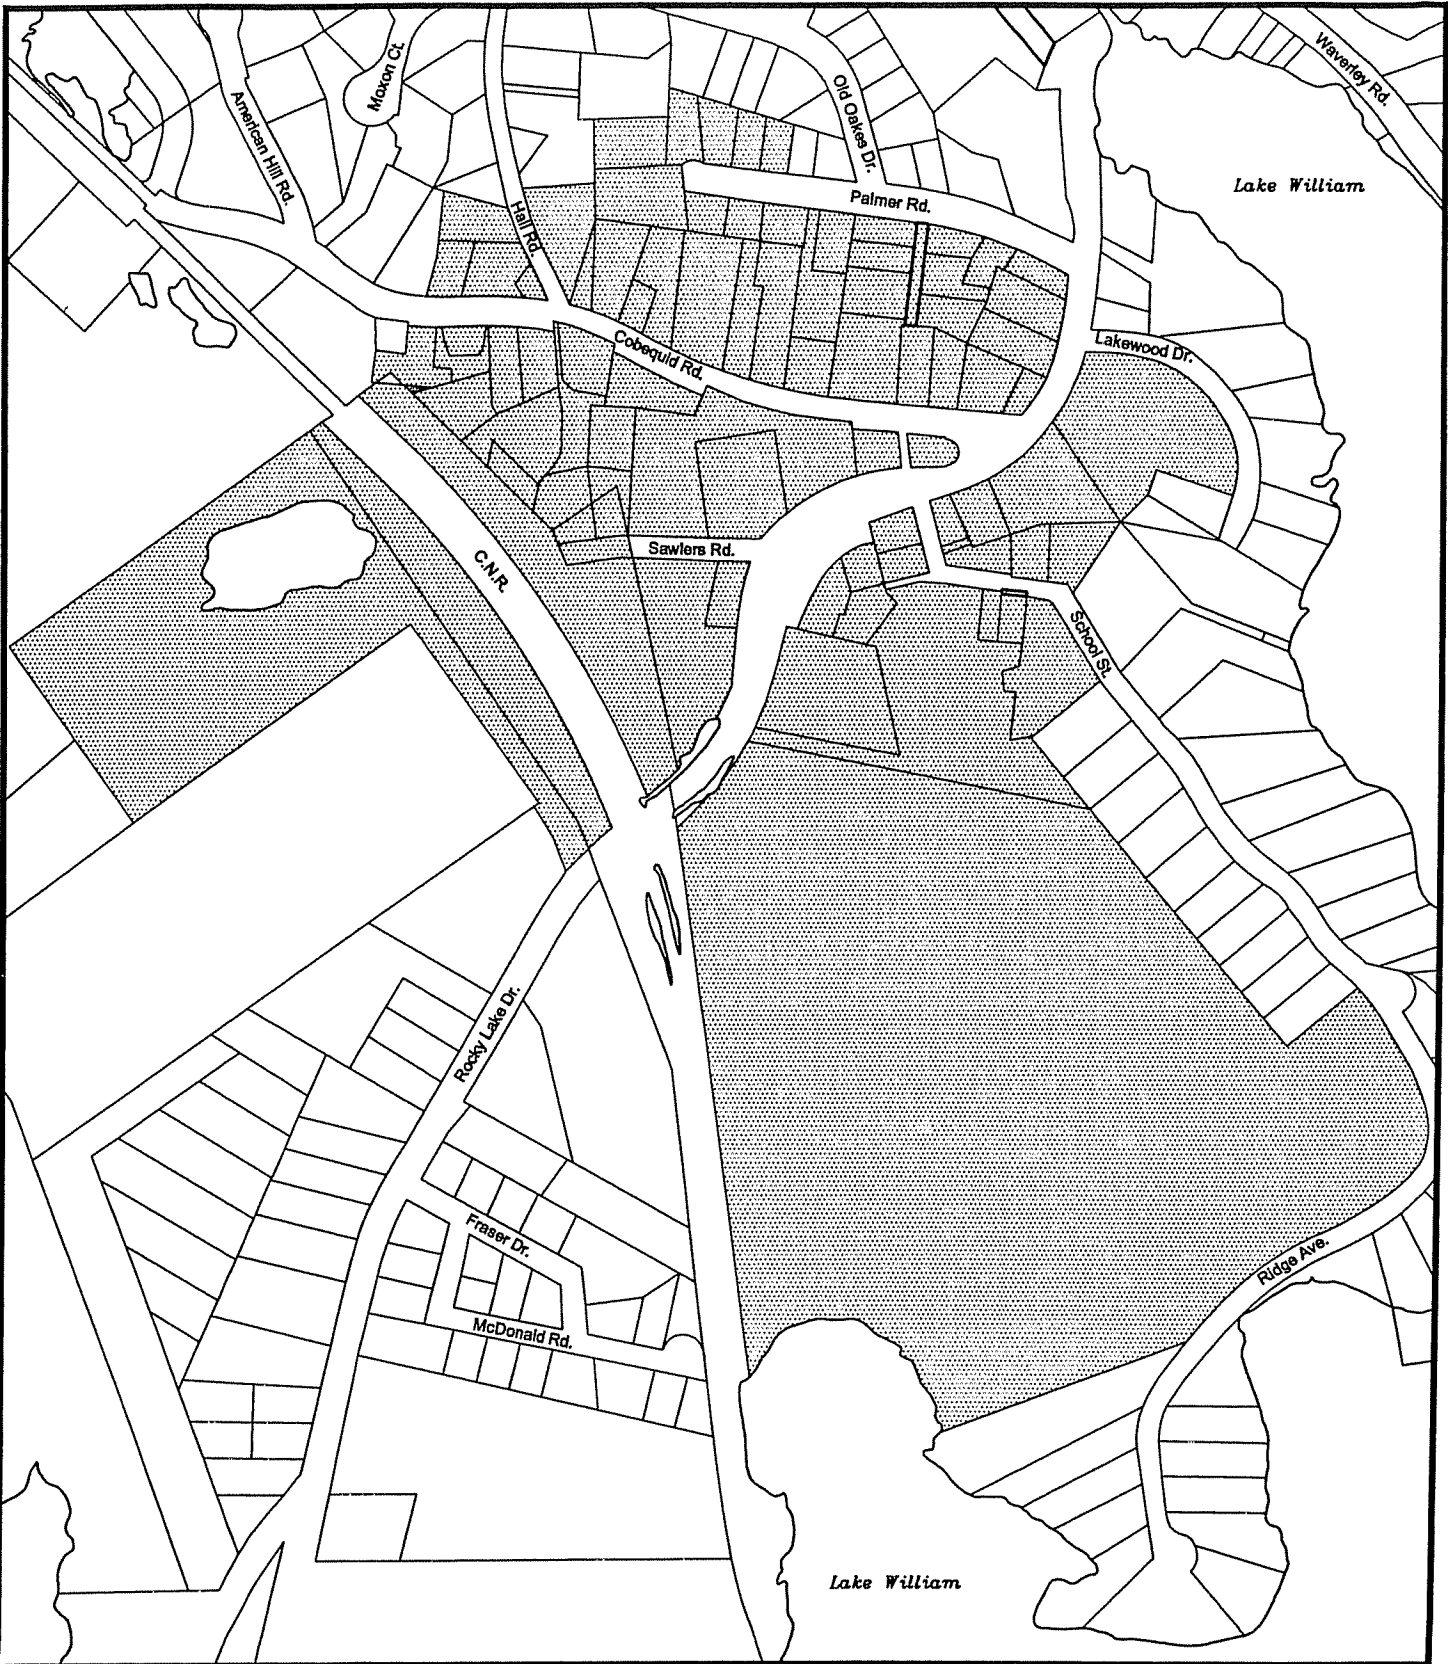 Waverley Rd.
Moxon Ct.
American Hill Rd.
Old Oakes Dr.
Lake William
Palmer Rd.
Hall Rd.
Cobequid Rd.
Lakewood Dr.
Sawlers Rd.
C.N.R.
School St.
Rocky Lake Dr.
Fraser Dr.
Ridge Ave.
McDonald Rd.
Lake William